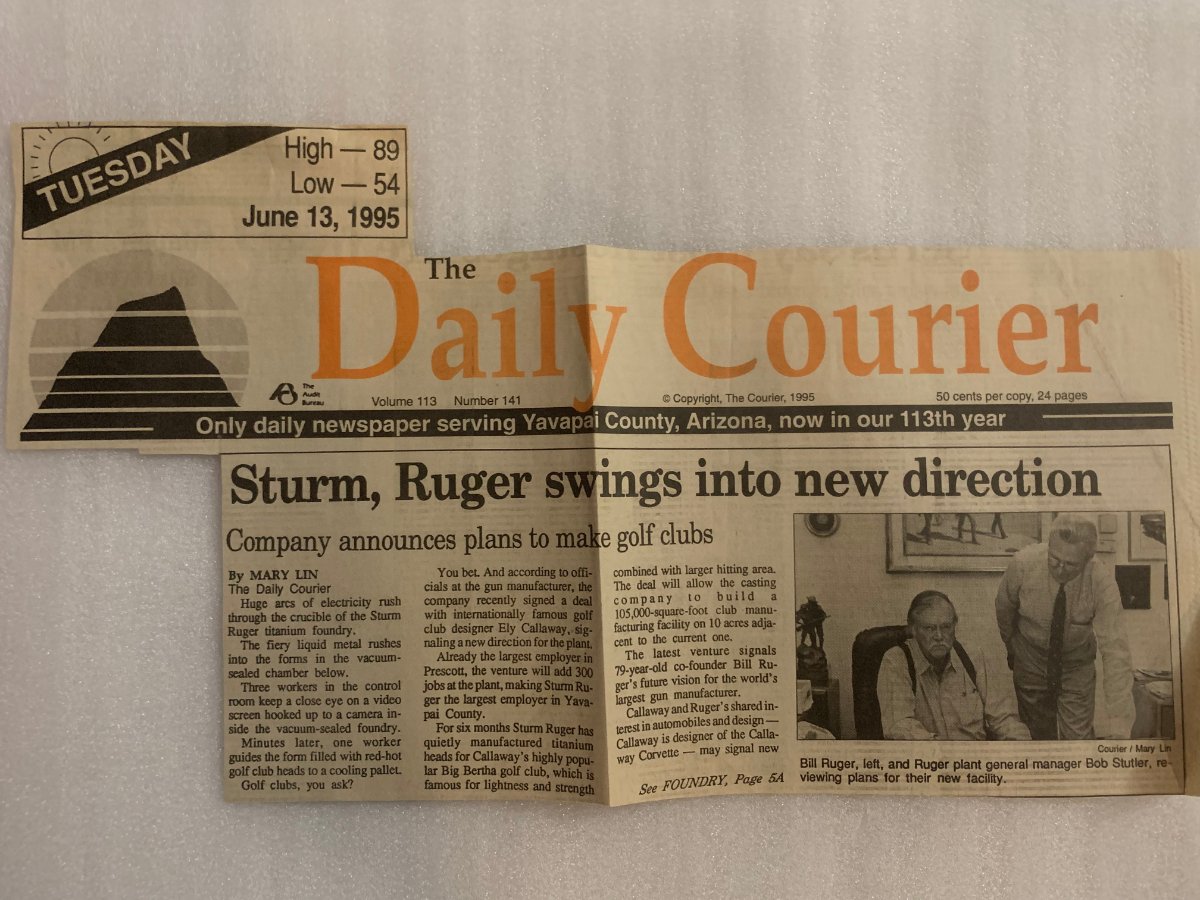 TUESDAY
High — 89
Low — 54
June 13, 1995
The
Daily Courier
The
Audit
Bureau
Volume 113 Number 141
© Copyright, The Courier, 1995
50 cents per copy, 24 pages
Only daily newspaper serving Yavapai County, Arizona, now in our 113th year
Sturm, Ruger swings into new direction
Company announces plans to make golf clubs
By MARY LIN
The Daily Courier
Huge arcs of electricity rush
through the crucible of the Sturm
Ruger titanium foundry.
The fiery liquid metal rushes
into the forms in the vacuum-
sealed chamber below.
Three workers in the control
room keep a close eye on a video
screen hooked up to a camera in-
side the vacuum-sealed foundry.
Minutes later, one worker
guides the form filled with red-hot
golf club heads to a cooling pallet.
Golf clubs, you ask?
You bet. And according to offi-
cials at the gun manufacturer, the
company recently signed a deal
with internationally famous golf
club designer Ely Callaway, sig-
naling a new direction for the plant.
Already the largest employer in
Prescott, the venture will add 300
jobs at the plant, making Sturm Ru-
ger the largest employer in Yava-
pai County.
For six months Sturm Ruger has
quietly manufactured titanium
heads for Callaway's highly popu-
lar Big Bertha golf club, which is
famous for lightness and strength
combined with larger hitting area.
The deal will allow the casting
company to build a
105,000-square-foot club manu-
facturing facility on 10 acres adja-
cent to the current one.
The latest venture signals
79-year-old co-founder Bill Ru-
ger's future vision for the world's
largest gun manufacturer.
Callaway and Ruger's shared in-
terest in automobiles and design —
Callaway is designer of the Calla-
way Corvette — may signal new
See FOUNDRY, Page 5A
Courier / Mary Lin
Bill Ruger, left, and Ruger plant general manager Bob Stutler, re-
viewing plans for their new facility.